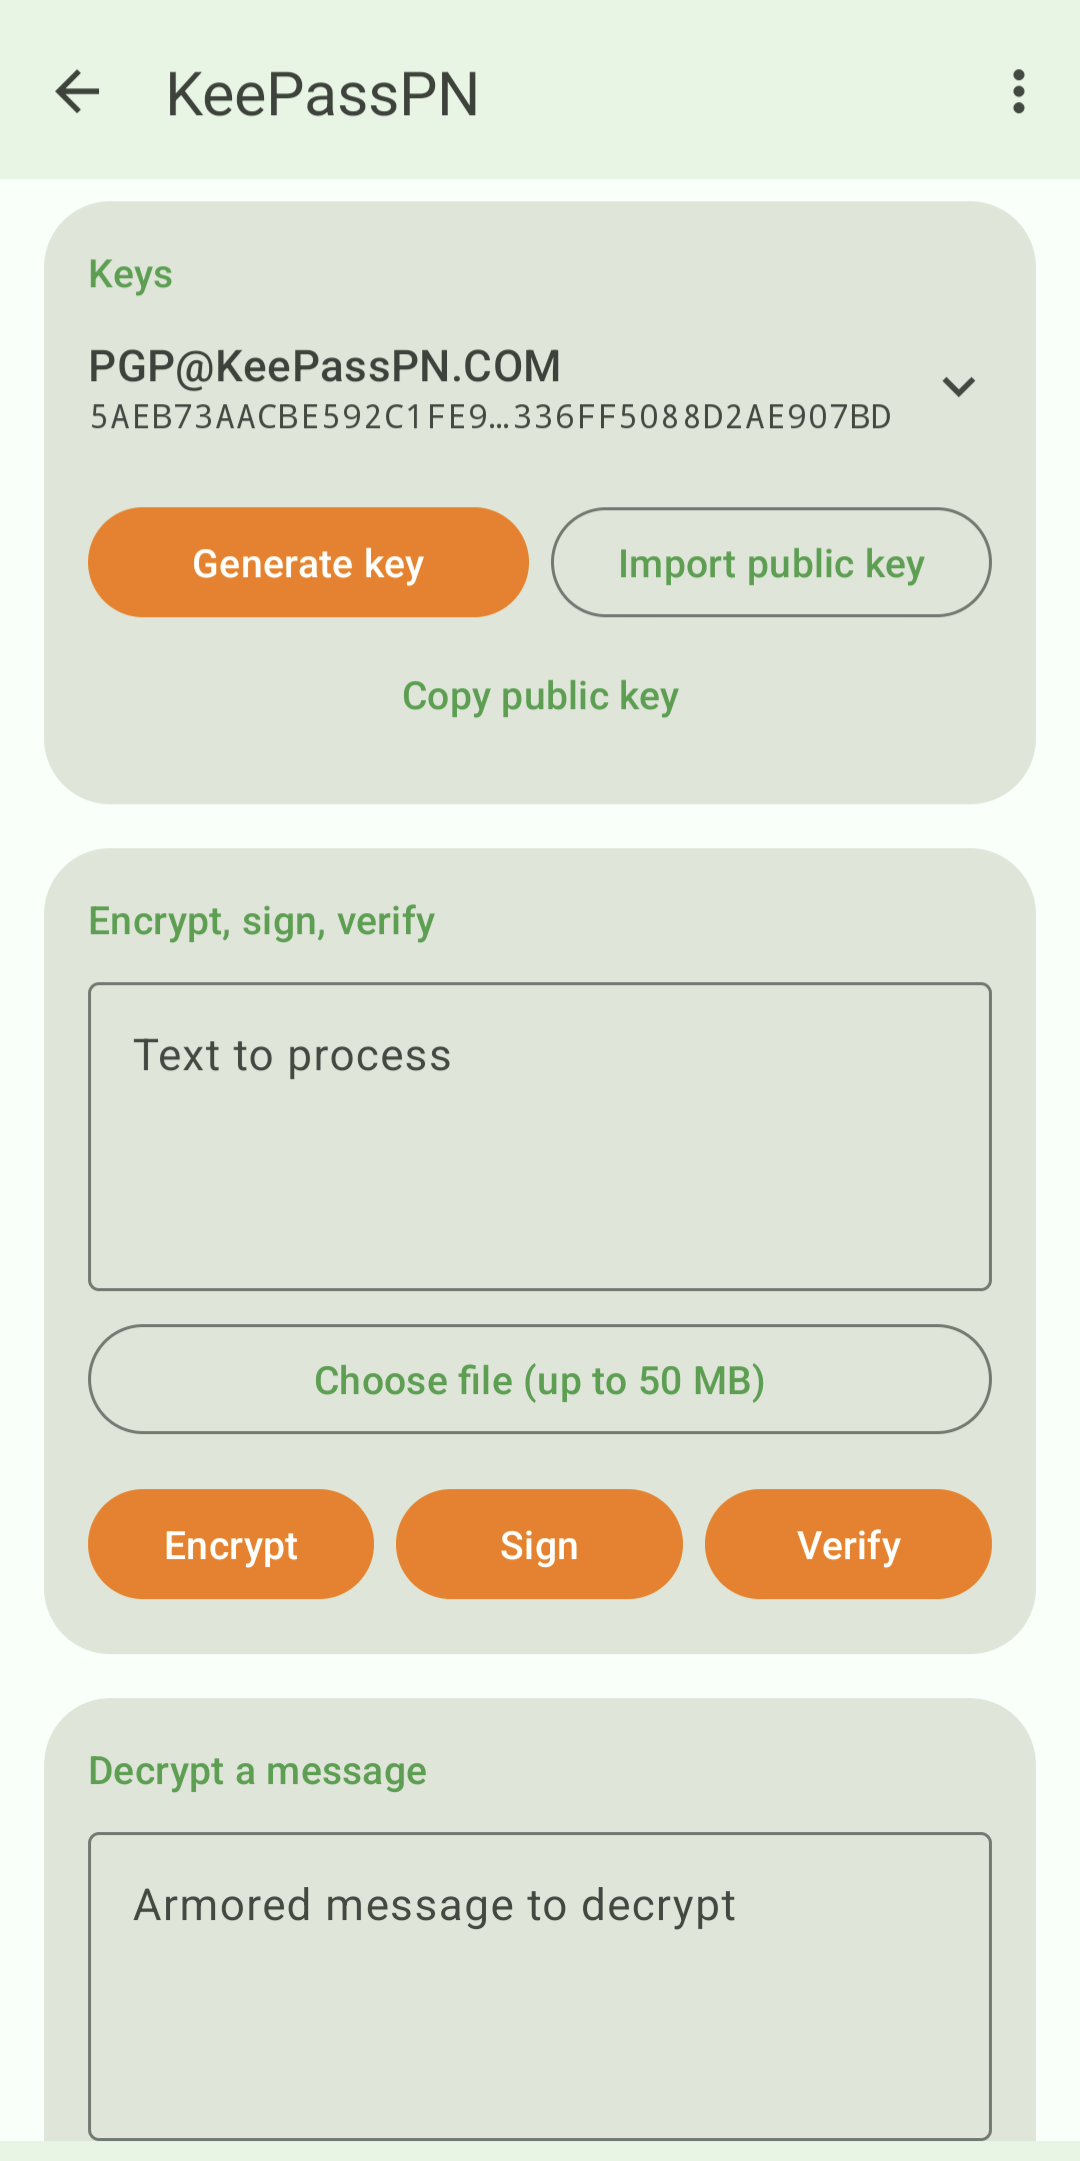 KeePassPN
Keys
PGP@KeePassPN.COM
5AEB73AACBE592C1FE9…336FF5088D2AE907BD
Generate key
Import public key
Copy public key
Encrypt, sign, verify
Text to process
Choose file (up to 50 MB)
Encrypt
Sign
Verify
Decrypt a message
Armored message to decrypt